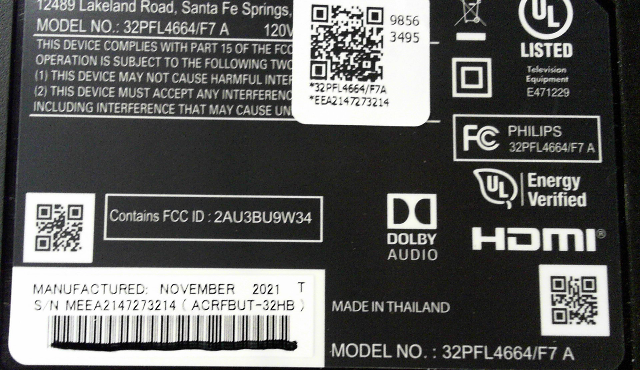 12489 Lakeland Road, Santa Fe Springs,
MODEL NO.: 32PFL4664/F7 A 120V
THIS DEVICE COMPLIES WITH PART 15 OF THE FCC
OPERATION IS SUBJECT TO THE FOLLOWING TWO
(1) THIS DEVICE MAY NOT CAUSE HARMFUL INTER
(2) THIS DEVICE MUST ACCEPT ANY INTERFERENC
INCLUDING INTERFERENCE THAT MAY CAUSE UN
9856
3495
*32PFL4664/F7A
*EEA2147273214
UL
LISTED
Television
Equipment
E471229
FC PHILIPS
32PFL4664/F7 A
UL Energy
Verified
Contains FCC ID : 2AU3BU9W34
DOLBY
AUDIO
HDMI®
MANUFACTURED: NOVEMBER 2021 T
S/N MEEA2147273214 ( ACRFBUT-32HB )
MADE IN THAILAND
MODEL NO. : 32PFL4664/F7 A